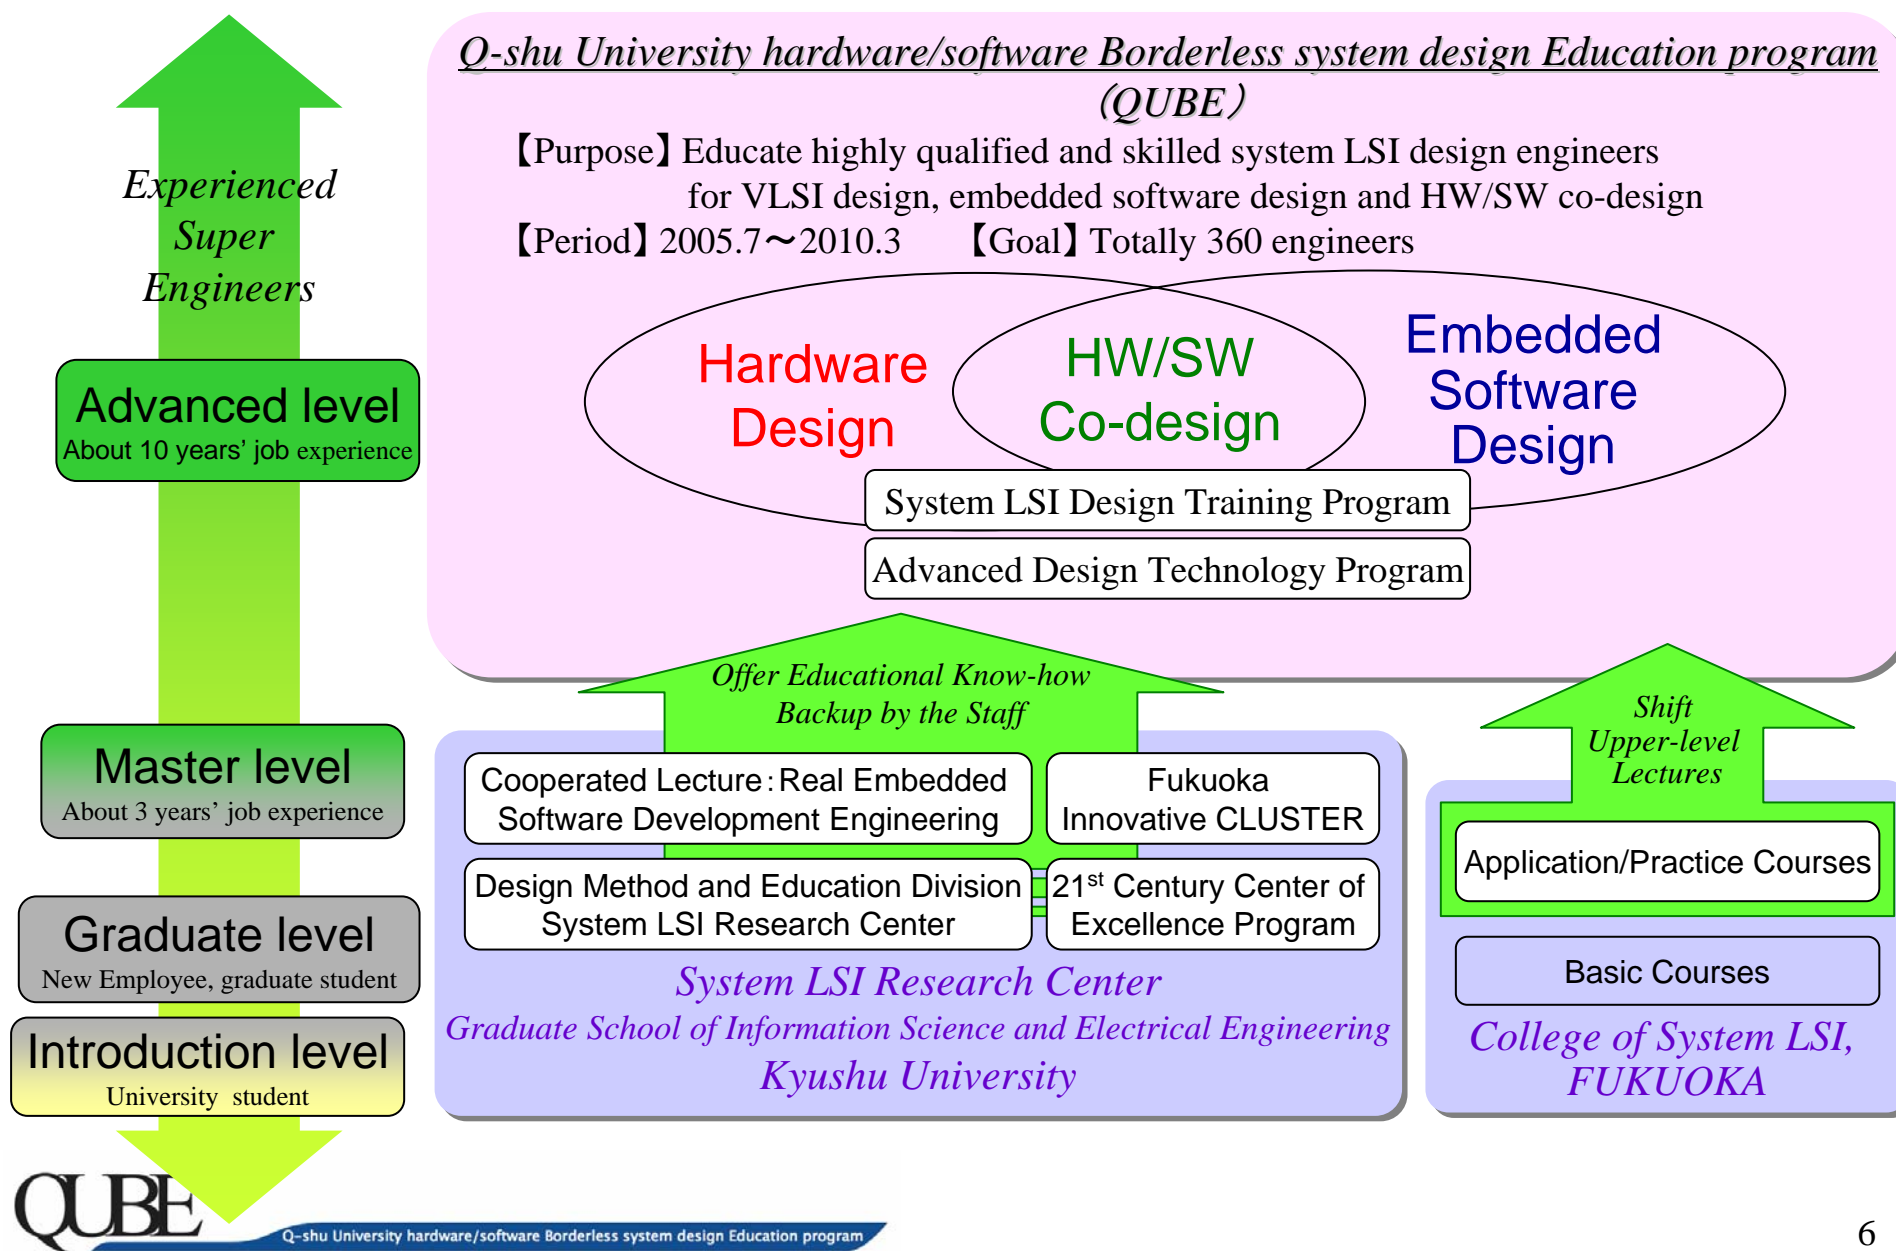 Q-shu University hardware/software Borderless system design Education program
（QUBE）
【Purpose】Educate highly qualified and skilled system LSI design engineers
for VLSI design, embedded software design and HW/SW co-design
【Period】2005.7～2010.3 【Goal】Totally 360 engineers
Experienced
Super
Engineers
Advanced level
About 10 years’ job experience
Master level
About 3 years’ job experience
Graduate level
New Employee, graduate student
Introduction level
University student
Hardware
Design
HW/SW
Co-design
Embedded
Software
Design
System LSI Design Training Program
Advanced Design Technology Program
Offer Educational Know-how
Backup by the Staff
Cooperated Lecture：Real Embedded
Software Development Engineering
Fukuoka
Innovative CLUSTER
Design Method and Education Division
System LSI Research Center
21st Century Center of
Excellence Program
System LSI Research Center
Graduate School of Information Science and Electrical Engineering
Kyushu University
Shift
Upper-level
Lectures
Application/Practice Courses
Basic Courses
College of System LSI,
FUKUOKA
QUBE
Q-shu University hardware/software Borderless system design Education program
6